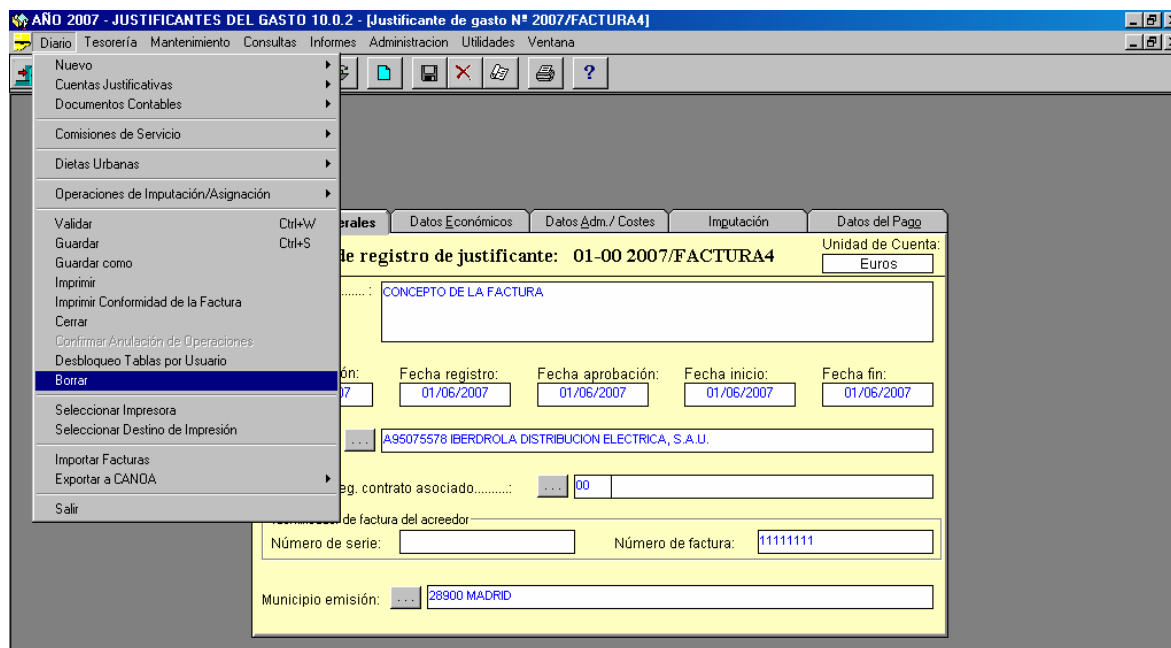 AÑO 2007 - JUSTIFICANTES DEL GASTO 10.0.2 - [Justificante de gasto Nº 2007/FACTURA4]
Diario Tesorería Mantenimiento Consultas Informes Administracion Utilidades Ventana
Nuevo
Cuentas Justificativas
Documentos Contables
Comisiones de Servicio
Dietas Urbanas
Operaciones de Imputación/Asignación
Validar Ctrl+W
Guardar Ctrl+S
Guardar como
Imprimir
Imprimir Conformidad de la Factura
Cerrar
Confirmar Anulación de Operaciones
Desbloqueo Tablas por Usuario
Borrar
Seleccionar Impresora
Seleccionar Destino de Impresión
Importar Facturas
Exportar a CANOA
Salir
erales Datos Económicos Datos Adm./ Costes Imputación Datos del Pago
de registro de justificante: 01-00 2007/FACTURA4
Unidad de Cuenta:
Euros
.......: CONCEPTO DE LA FACTURA
ón: Fecha registro: Fecha aprobación: Fecha inicio: Fecha fin:
07 01/06/2007 01/06/2007 01/06/2007 01/06/2007
... A95075578 IBERDROLA DISTRIBUCION ELECTRICA, S.A.U.
eg. contrato asociado..........: ... 00
Identificador de factura del acreedor
Número de serie: Número de factura: 11111111
Municipio emisión: ... 28900 MADRID